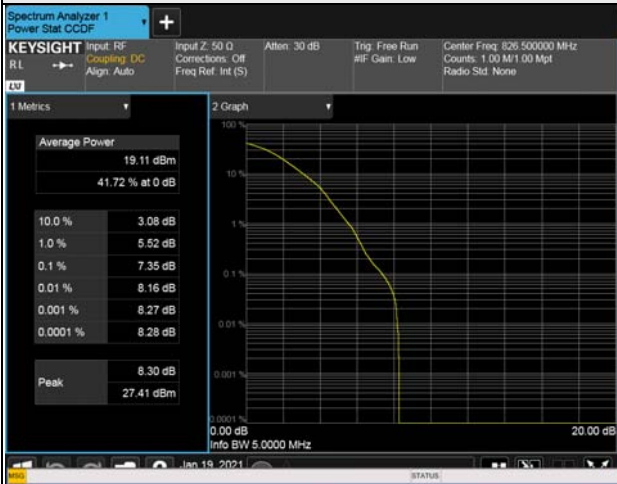 Spectrum Analyzer 1
Power Stat CCDF
KEYSIGHT
RL
Input: RF
Coupling: DC
Align: Auto
Input Z: 50 Ω
Corrections: Off
Freq Ref: Int (S)
Atten: 30 dB
Trig: Free Run
#IF Gain: Low
Center Freq: 826.500000 MHz
Counts: 1.00 M/1.00 Mpt
Radio Std: None
LXI
1 Metrics
Average Power
19.11 dBm
41.72 % at 0 dB
10.0 % 3.08 dB
1.0 % 5.52 dB
0.1 % 7.35 dB
0.01 % 8.16 dB
0.001 % 8.27 dB
0.0001 % 8.28 dB
Peak
8.30 dB
27.41 dBm
2 Graph
100 %
10 %
1 %
0.1 %
0.01 %
0.001 %
0.0001 %
0.00 dB
20.00 dB
Info BW 5.0000 MHz
Jan 19, 2021
MSG
STATUS